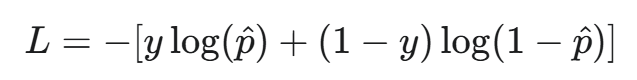 L = −[y log(p̂) + (1 − y) log(1 − p̂)]